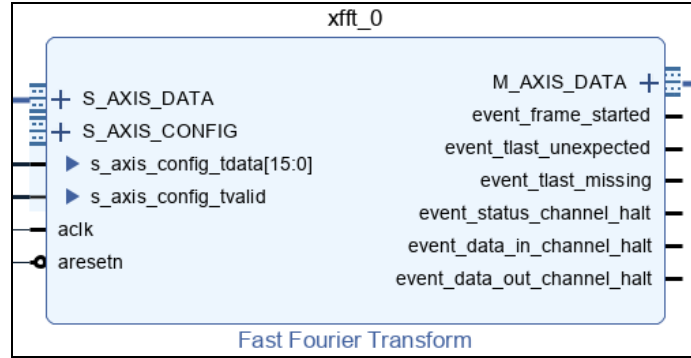 xfft_0
S_AXIS_DATA
S_AXIS_CONFIG
s_axis_config_tdata[15:0]
s_axis_config_tvalid
aclk
aresetn
M_AXIS_DATA
event_frame_started
event_tlast_unexpected
event_tlast_missing
event_status_channel_halt
event_data_in_channel_halt
event_data_out_channel_halt
Fast Fourier Transform